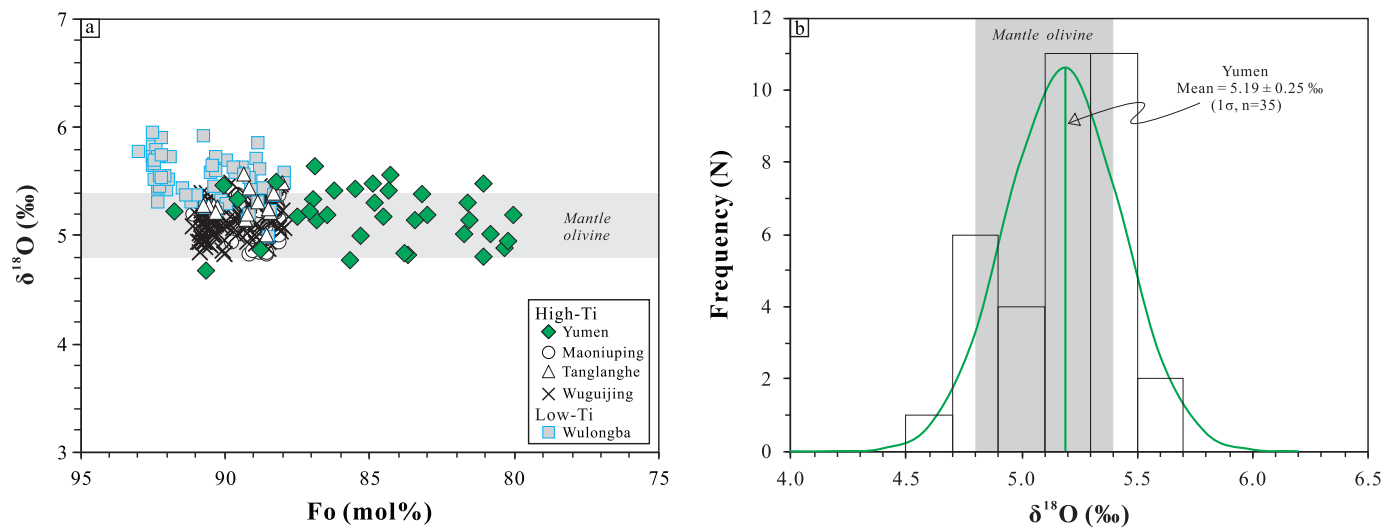 a
7
6
5
4
3
δ¹⁸O (‰)
Mantle
olivine
High-Ti
Yumen
Maoniuping
Tanglanghe
Wuguijing
Low-Ti
Wulongba
95 90 85 80 75
Fo (mol%)
b
12
10
8
6
4
2
0
Frequency (N)
Mantle olivine
Yumen
Mean = 5.19 ± 0.25 ‰
(1σ, n=35)
4.0 4.5 5.0 5.5 6.0 6.5
δ¹⁸O (‰)